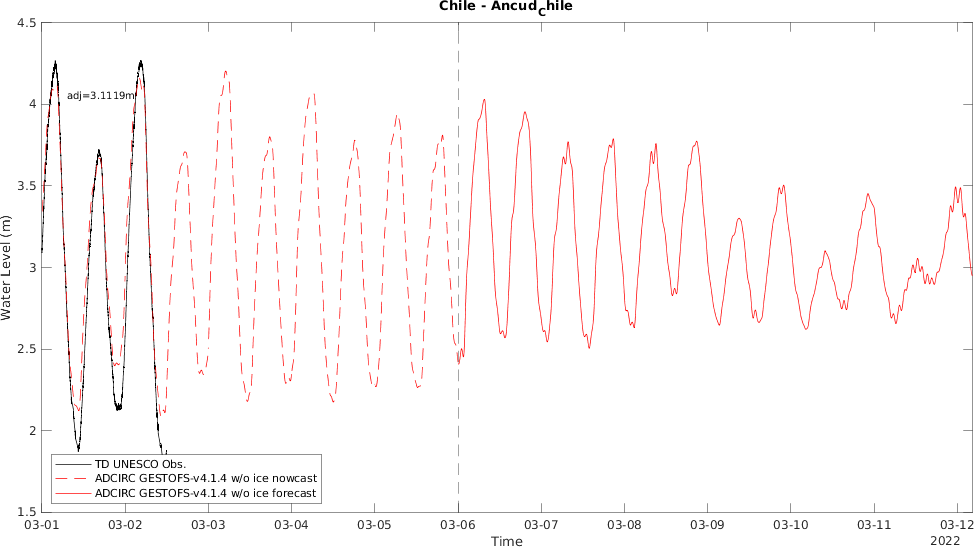 Chile - Ancud_Chile
4.5
4
3.5
3
2.5
2
1.5
Water Level (m)
adj=3.1119m
TD UNESCO Obs.
ADCIRC GESTOFS-v4.1.4 w/o ice nowcast
ADCIRC GESTOFS-v4.1.4 w/o ice forecast
03-01 03-02 03-03 03-04 03-05 03-06 03-07 03-08 03-09 03-10 03-11 03-12
Time
2022